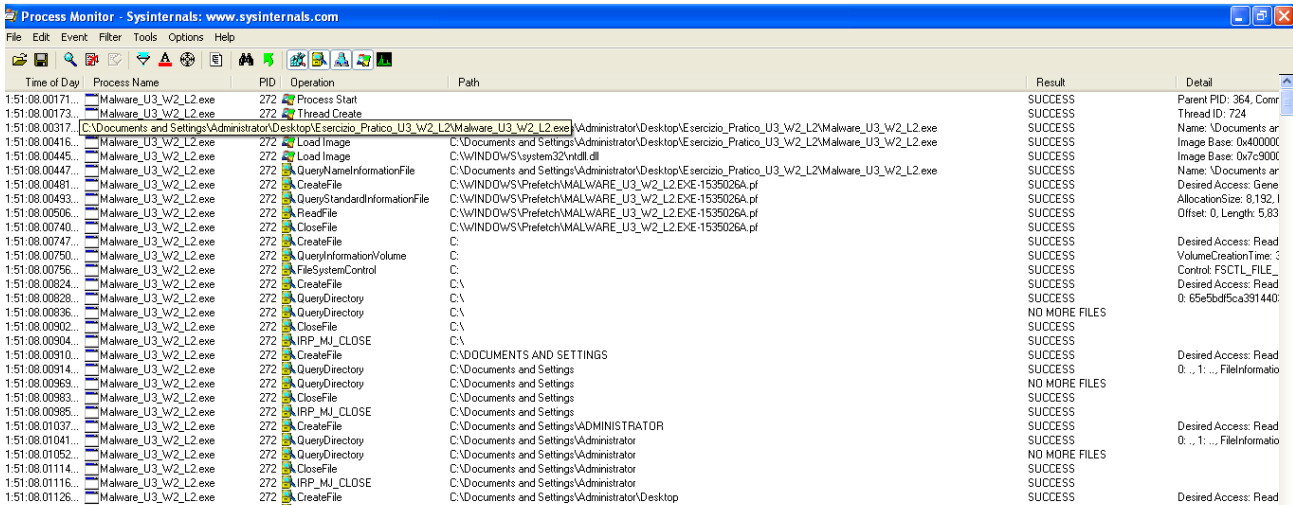 Process Monitor - Sysinternals: www.sysinternals.com
File Edit Event Filter Tools Options Help
Time of Day Process Name PID Operation Path Result Detail
1:51:08.00171... Malware_U3_W2_L2.exe 272 Process Start SUCCESS Parent PID: 364, Comm
1:51:08.00173... Malware_U3_W2_L2.exe 272 Thread Create SUCCESS Thread ID: 724
1:51:08.00317... C:\Documents and Settings\Administrator\Desktop\Esercizio_Pratico_U3_W2_L2\Malware_U3_W2_L2.exe \Administrator\Desktop\Esercizio_Pratico_U3_W2_L2\Malware_U3_W2_L2.exe SUCCESS Name: \Documents an
1:51:08.00416... Malware_U3_W2_L2.exe 272 Load Image C:\Documents and Settings\Administrator\Desktop\Esercizio_Pratico_U3_W2_L2\Malware_U3_W2_L2.exe SUCCESS Image Base: 0x400000
1:51:08.00445... Malware_U3_W2_L2.exe 272 Load Image C:\WINDOWS\system32\ntdll.dll SUCCESS Image Base: 0x7c9000
1:51:08.00447... Malware_U3_W2_L2.exe 272 QueryNameInformationFile C:\Documents and Settings\Administrator\Desktop\Esercizio_Pratico_U3_W2_L2\Malware_U3_W2_L2.exe SUCCESS Name: \Documents an
1:51:08.00481... Malware_U3_W2_L2.exe 272 CreateFile C:\WINDOWS\Prefetch\MALWARE_U3_W2_L2.EXE-1535026A.pf SUCCESS Desired Access: Gene
1:51:08.00493... Malware_U3_W2_L2.exe 272 QueryStandardInformationFile C:\WINDOWS\Prefetch\MALWARE_U3_W2_L2.EXE-1535026A.pf SUCCESS AllocationSize: 8,192,
1:51:08.00506... Malware_U3_W2_L2.exe 272 ReadFile C:\WINDOWS\Prefetch\MALWARE_U3_W2_L2.EXE-1535026A.pf SUCCESS Offset: 0, Length: 5,83
1:51:08.00740... Malware_U3_W2_L2.exe 272 CloseFile C:\WINDOWS\Prefetch\MALWARE_U3_W2_L2.EXE-1535026A.pf SUCCESS
1:51:08.00747... Malware_U3_W2_L2.exe 272 CreateFile C: SUCCESS Desired Access: Read
1:51:08.00750... Malware_U3_W2_L2.exe 272 QueryInformationVolume C: SUCCESS VolumeCreationTime: 3
1:51:08.00756... Malware_U3_W2_L2.exe 272 FileSystemControl C: SUCCESS Control: FSCTL_FILE_
1:51:08.00824... Malware_U3_W2_L2.exe 272 CreateFile C:\ SUCCESS Desired Access: Read
1:51:08.00828... Malware_U3_W2_L2.exe 272 QueryDirectory C:\ SUCCESS 0: 65e5bdf5ca391440
1:51:08.00836... Malware_U3_W2_L2.exe 272 QueryDirectory C:\ NO MORE FILES
1:51:08.00902... Malware_U3_W2_L2.exe 272 CloseFile C:\ SUCCESS
1:51:08.00904... Malware_U3_W2_L2.exe 272 IRP_MJ_CLOSE C:\ SUCCESS
1:51:08.00910... Malware_U3_W2_L2.exe 272 CreateFile C:\DOCUMENTS AND SETTINGS SUCCESS Desired Access: Read
1:51:08.00914... Malware_U3_W2_L2.exe 272 QueryDirectory C:\Documents and Settings SUCCESS 0: ., 1: .., FileInformatio
1:51:08.00969... Malware_U3_W2_L2.exe 272 QueryDirectory C:\Documents and Settings NO MORE FILES
1:51:08.00983... Malware_U3_W2_L2.exe 272 CloseFile C:\Documents and Settings SUCCESS
1:51:08.00985... Malware_U3_W2_L2.exe 272 IRP_MJ_CLOSE C:\Documents and Settings SUCCESS
1:51:08.01037... Malware_U3_W2_L2.exe 272 CreateFile C:\Documents and Settings\ADMINISTRATOR SUCCESS Desired Access: Read
1:51:08.01041... Malware_U3_W2_L2.exe 272 QueryDirectory C:\Documents and Settings\Administrator SUCCESS 0: ., 1: .., FileInformatio
1:51:08.01052... Malware_U3_W2_L2.exe 272 QueryDirectory C:\Documents and Settings\Administrator NO MORE FILES
1:51:08.01114... Malware_U3_W2_L2.exe 272 CloseFile C:\Documents and Settings\Administrator SUCCESS
1:51:08.01116... Malware_U3_W2_L2.exe 272 IRP_MJ_CLOSE C:\Documents and Settings\Administrator SUCCESS
1:51:08.01126... Malware_U3_W2_L2.exe 272 CreateFile C:\Documents and Settings\Administrator\Desktop SUCCESS Desired Access: Read